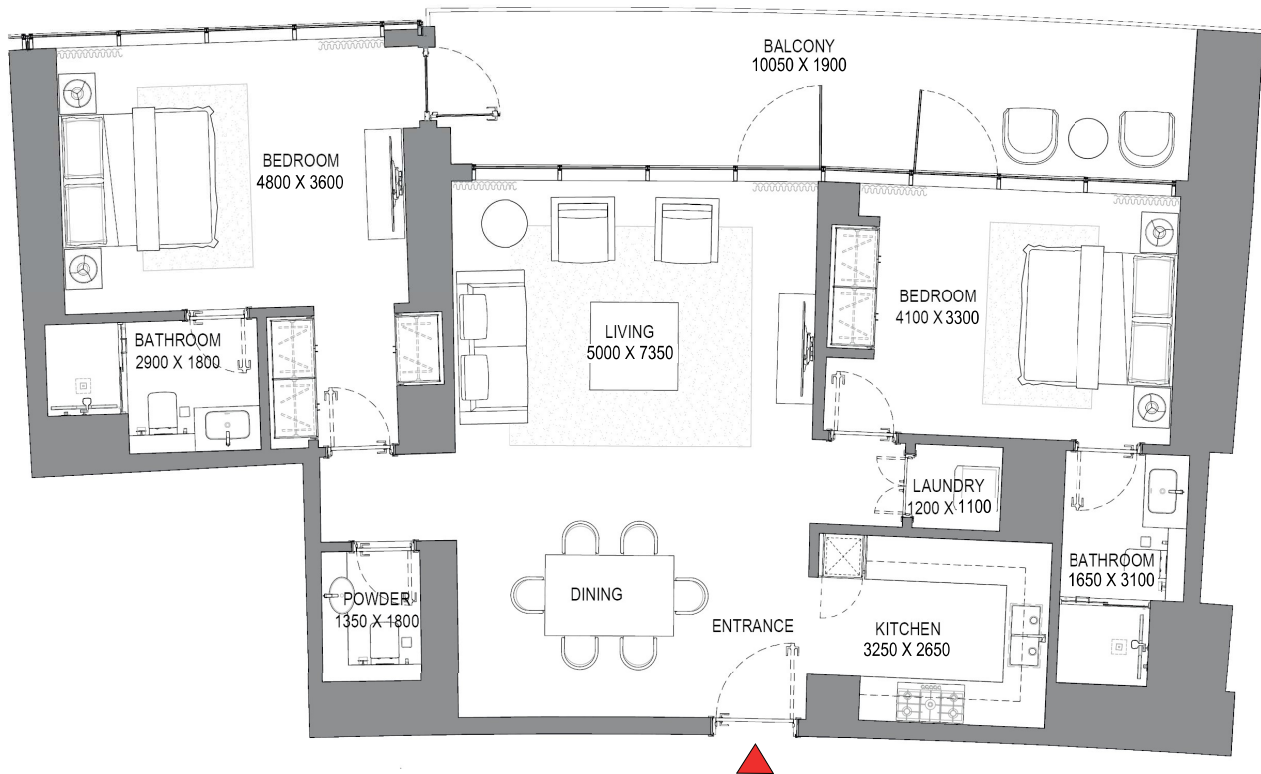 BALCONY
10050 X 1900
BEDROOM
4800 X 3600
BEDROOM
4100 X 3300
LIVING
5000 X 7350
BATHROOM
2900 X 1800
LAUNDRY
1200 X 1100
BATHROOM
1650 X 3100
DINING
POWDER
1350 X 1800
ENTRANCE
KITCHEN
3250 X 2650